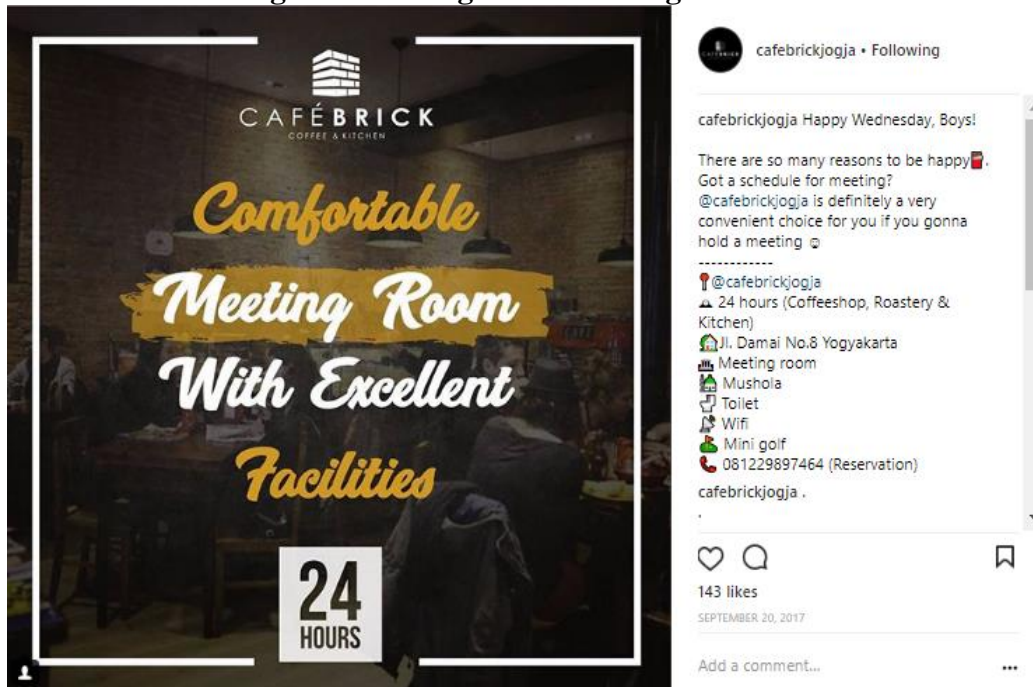 CAFÉBRICK
COFFEE & KITCHEN
Comfortable
Meeting Room
With Excellent
Facilities
24
HOURS
cafebrickjogja • Following
cafebrickjogja Happy Wednesday, Boys!
There are so many reasons to be happy.
Got a schedule for meeting?
@cafebrickjogja is definitely a very
convenient choice for you if you gonna
hold a meeting ☺
------------
@cafebrickjogja
24 hours (Coffeeshop, Roastery &
Kitchen)
Jl. Damai No.8 Yogyakarta
Meeting room
Mushola
Toilet
Wifi
Mini golf
081229897464 (Reservation)
cafebrickjogja .
.
143 likes
SEPTEMBER 20, 2017
Add a comment...